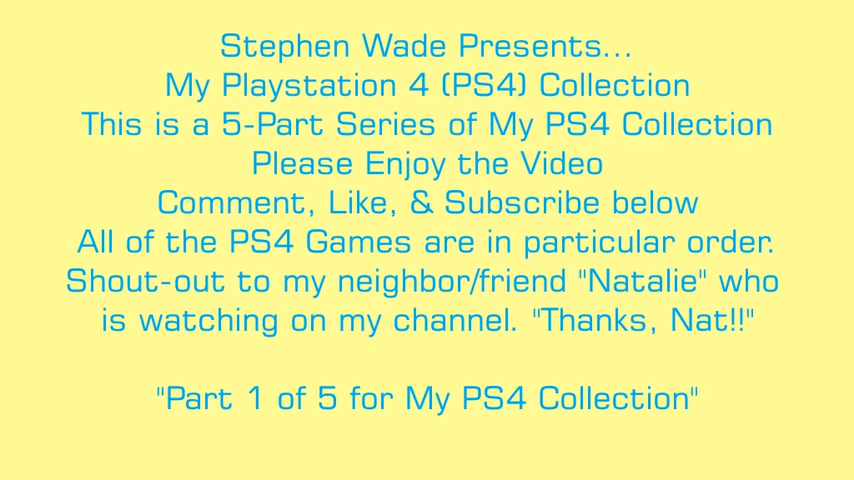 Stephen Wade Presents...
My Playstation 4 (PS4) Collection
This is a 5-Part Series of My PS4 Collection
Please Enjoy the Video
Comment, Like, & Subscribe below
All of the PS4 Games are in particular order.
Shout-out to my neighbor/friend "Natalie" who
is watching on my channel. "Thanks, Nat!!"
"Part 1 of 5 for My PS4 Collection"